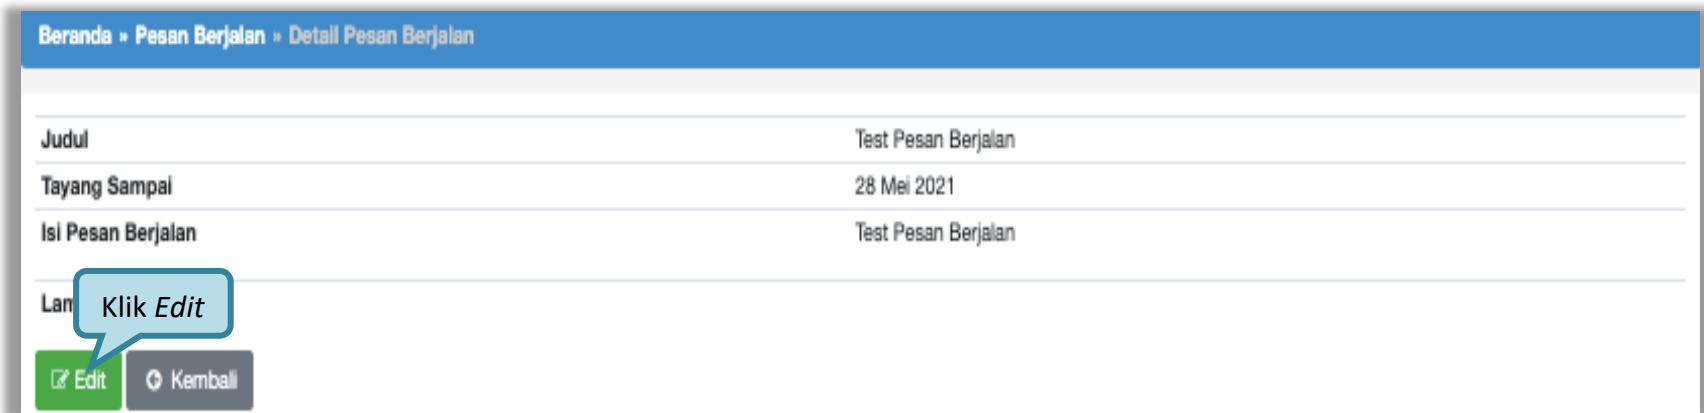 Beranda » Pesan Berjalan » Detail Pesan Berjalan
Judul Test Pesan Berjalan
Tayang Sampai 28 Mei 2021
Isi Pesan Berjalan Test Pesan Berjalan
Klik Edit
Edit Kembali